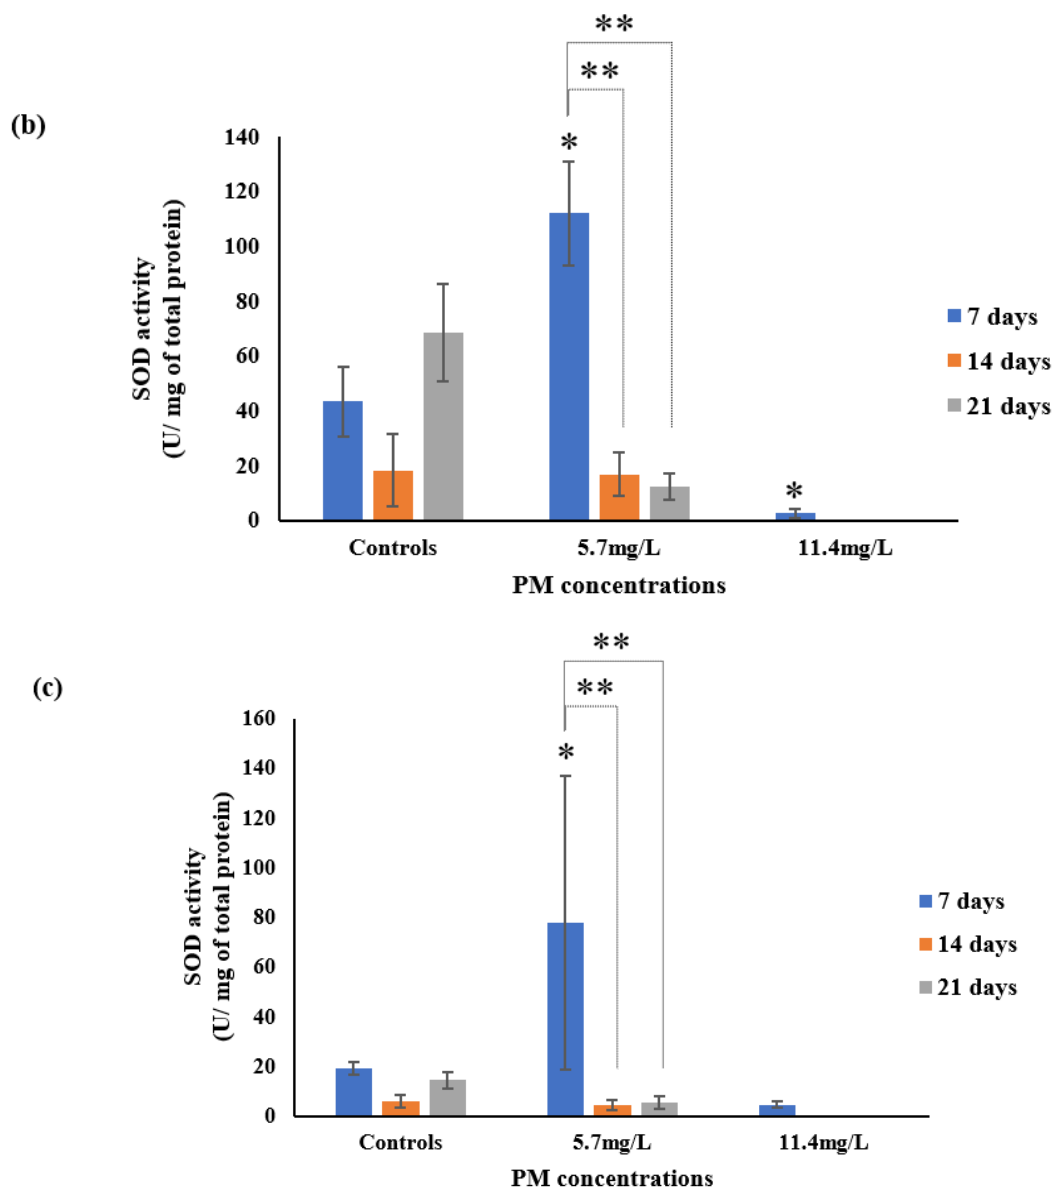 **
**
(b)
*
140
120
100
80
60
40
20
0
SOD activity
(U/ mg of total protein)
*
7 days
14 days
21 days
Controls
5.7mg/L
11.4mg/L
PM concentrations
**
(c)
**
*
160
140
120
100
80
60
40
20
0
SOD activity
(U/ mg of total protein)
7 days
14 days
21 days
Controls
5.7mg/L
11.4mg/L
PM concentrations